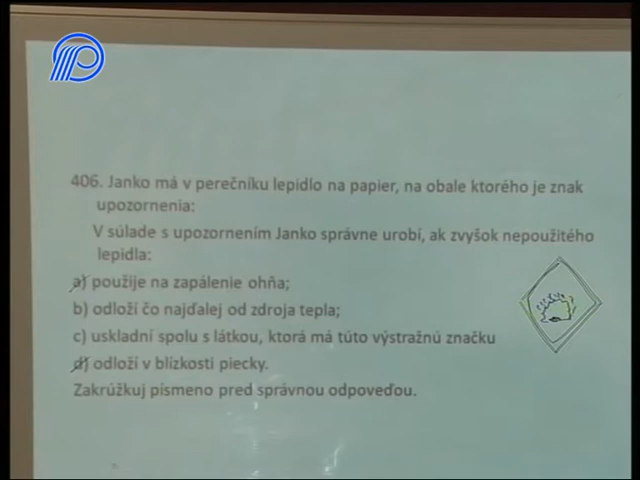 406. Janko má v perečníku lepidlo na papier, na obale ktorého je znak
upozornenia:
V súlade s upozornením Janko správne urobí, ak zvyšok nepoužitého
lepidla:
a) použije na zapálenie ohňa;
b) odloží čo najďalej od zdroja tepla;
c) uskladní spolu s látkou, ktorá má túto výstražnú značku
d) odloží v blízkosti piecky.
Zakrúžkuj písmeno pred správnou odpoveďou.